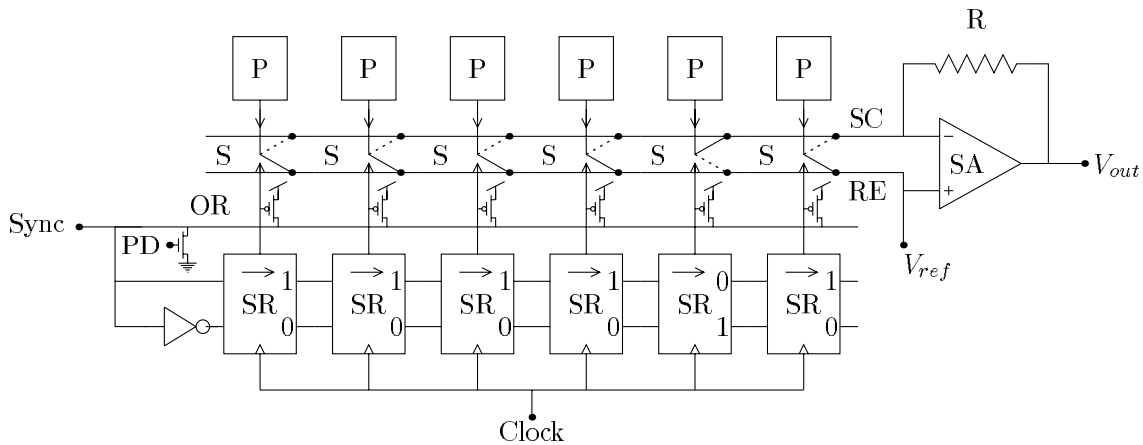 R
P P P P P P
SC
S S S S S S
− SA
V_out
+
OR
RE
Sync
PD
V_ref
1 1 1 1 0 1
SR SR SR SR SR SR
0 0 0 0 1 0
Clock